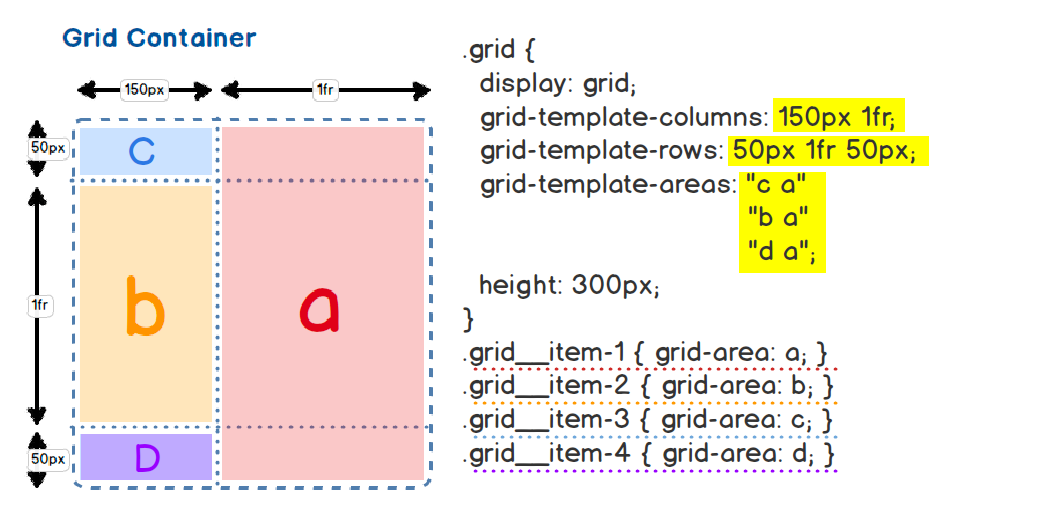 Grid Container
150px
1fr
50px
C
1fr
b
a
50px
D
.grid {
display: grid;
grid-template-columns: 150px 1fr;
grid-template-rows: 50px 1fr 50px;
grid-template-areas: "c a"
"b a"
"d a";
height: 300px;
}
.grid__item-1 { grid-area: a; }
.grid__item-2 { grid-area: b; }
.grid__item-3 { grid-area: c; }
.grid__item-4 { grid-area: d; }